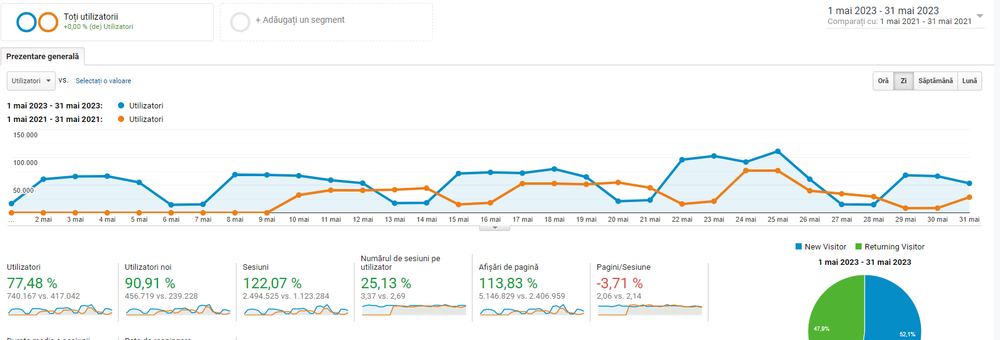 Toți utilizatorii
+0,00 % (de) Utilizatori
+ Adăugați un segment
1 mai 2023 - 31 mai 2023
Comparați cu: 1 mai 2021 - 31 mai 2021
Prezentare generală
Utilizatori vs. Selectați o valoare
Oră Zi Săptămână Lună
1 mai 2023 - 31 mai 2023: Utilizatori
1 mai 2021 - 31 mai 2021: Utilizatori
150.000
100.000
50.000
... 2 mai 3 mai 4 mai 5 mai 6 mai 7 mai 8 mai 9 mai 10 mai 11 mai 12 mai 13 mai 14 mai 15 mai 16 mai 17 mai 18 mai 19 mai 20 mai 21 mai 22 mai 23 mai 24 mai 25 mai 26 mai 27 mai 28 mai 29 mai 30 mai 31 mai
Utilizatori
77,48 %
740.167 vs. 417.042
Utilizatori noi
90,91 %
456.719 vs. 239.228
Sesiuni
122,07 %
2.494.525 vs. 1.123.284
Numărul de sesiuni pe
utilizator
25,13 %
3,37 vs. 2,69
Afișări de pagină
113,83 %
5.146.829 vs. 2.406.959
Pagini/Sesiune
-3,71 %
2,06 vs. 2,14
New Visitor Returning Visitor
1 mai 2023 - 31 mai 2023
47,9%
52,1%